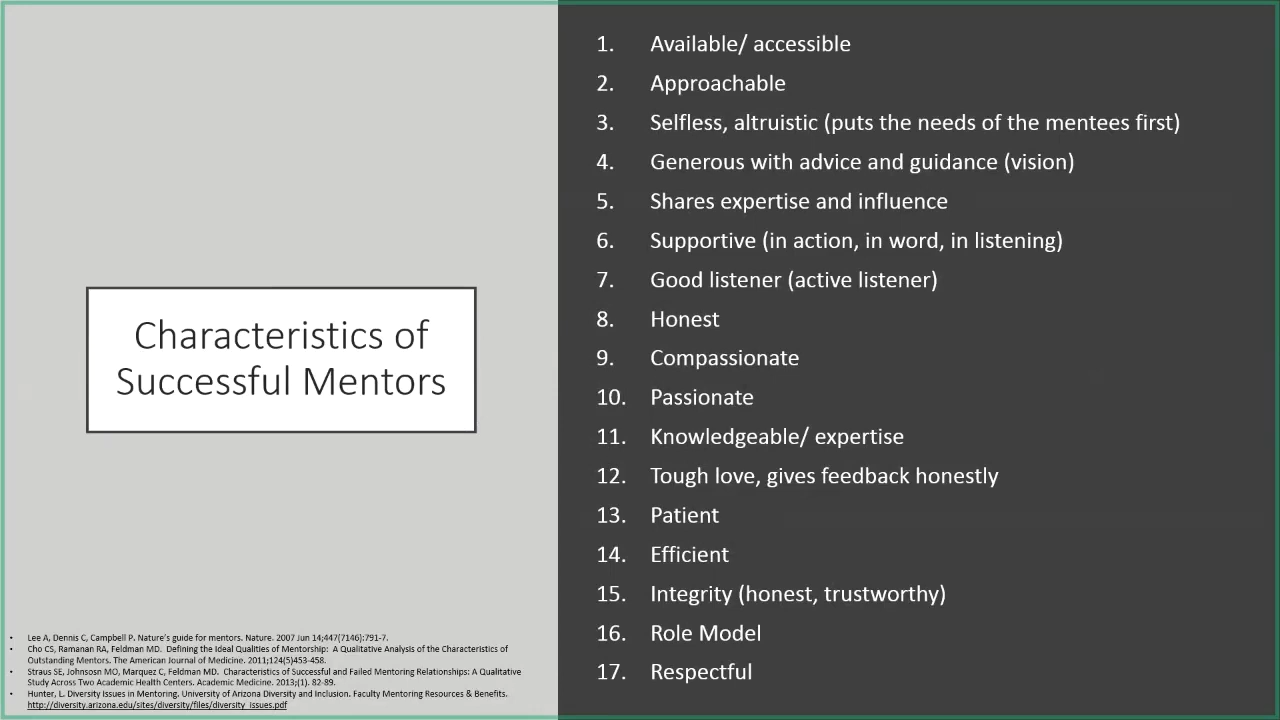 Characteristics of
Successful Mentors
1. Available/ accessible
2. Approachable
3. Selfless, altruistic (puts the needs of the mentees first)
4. Generous with advice and guidance (vision)
5. Shares expertise and influence
6. Supportive (in action, in word, in listening)
7. Good listener (active listener)
8. Honest
9. Compassionate
10. Passionate
11. Knowledgeable/ expertise
12. Tough love, gives feedback honestly
13. Patient
14. Efficient
15. Integrity (honest, trustworthy)
16. Role Model
17. Respectful
• Lee A, Dennis C, Campbell P. Nature's guide for mentors. Nature. 2007 Jun 14;447(7146):791-7.
• Cho CS, Ramanan RA, Feldman MD. Defining the Ideal Qualities of Mentorship: A Qualitative Analysis of the Characteristics of
Outstanding Mentors. The American Journal of Medicine. 2011;124(5)453-458.
• Straus SE, Johnsosn MO, Marquez C, Feldman MD. Characteristics of Successful and Failed Mentoring Relationships: A Qualitative
Study Across Two Academic Health Centers. Academic Medicine. 2013;(1). 82-89.
• Hunter, L. Diversity Issues in Mentoring. University of Arizona Diversity and Inclusion. Faculty Mentoring Resources & Benefits.
http://diversity.arizona.edu/sites/diversity/files/diversity_issues.pdf